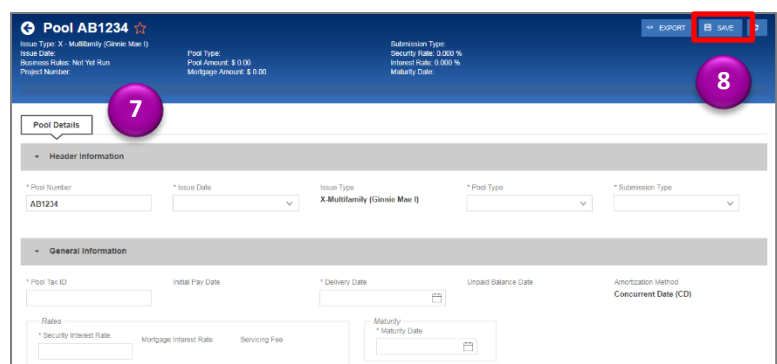 Pool AB1234
EXPORT SAVE
Issue Type: X - Multifamily (Ginnie Mae I) Submission Type:
Issue Date: Pool Type: Security Rate: 0.000 %
Business Rules: Not Yet Run Pool Amount: $ 0.00 Interest Rate: 0.000 %
Project Number: Mortgage Amount: $ 0.00 Maturity Date:
8
7
Pool Details
Header Information
* Pool Number * Issue Date Issue Type * Pool Type * Submission Type
AB1234 X-Multifamily (Ginnie Mae I)
General Information
* Pool Tax ID Initial Pay Date * Delivery Date Unpaid Balance Date Amortization Method
Concurrent Date (CD)
Rates Maturity
* Security Interest Rate Mortgage Interest Rate Servicing Fee * Maturity Date